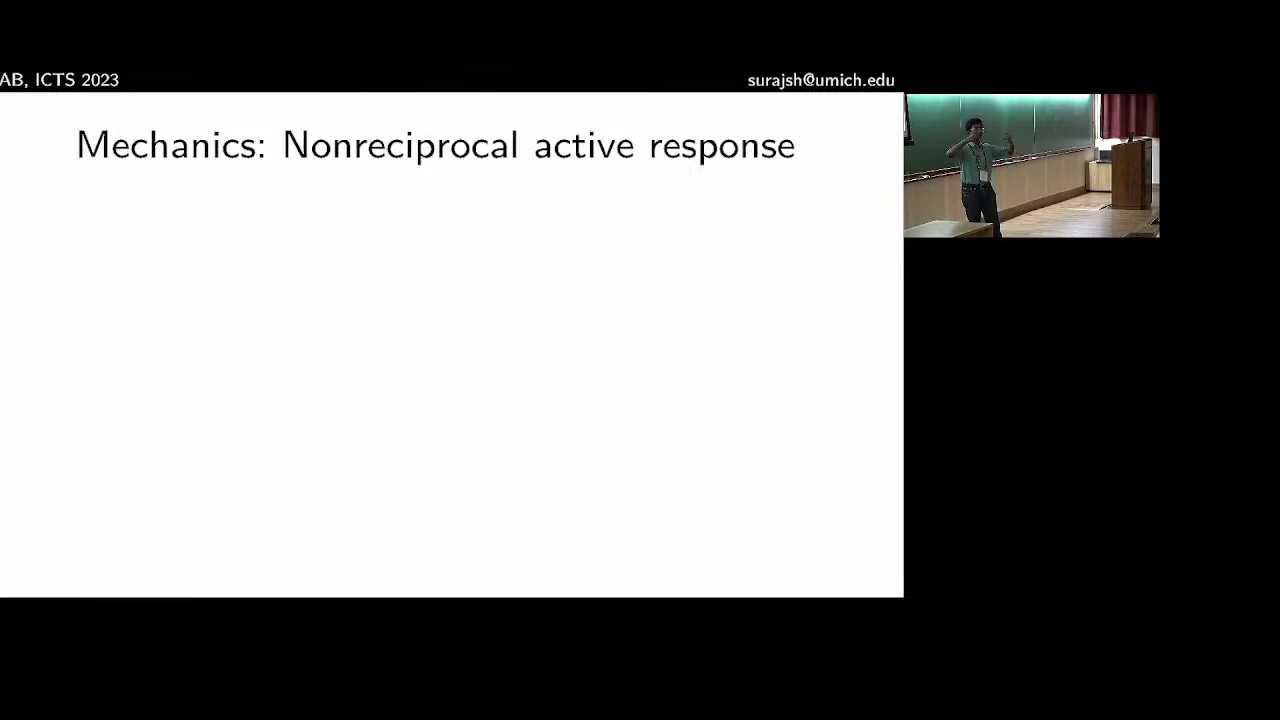 AB, ICTS 2023
surajsh@umich.edu
Mechanics: Nonreciprocal active response